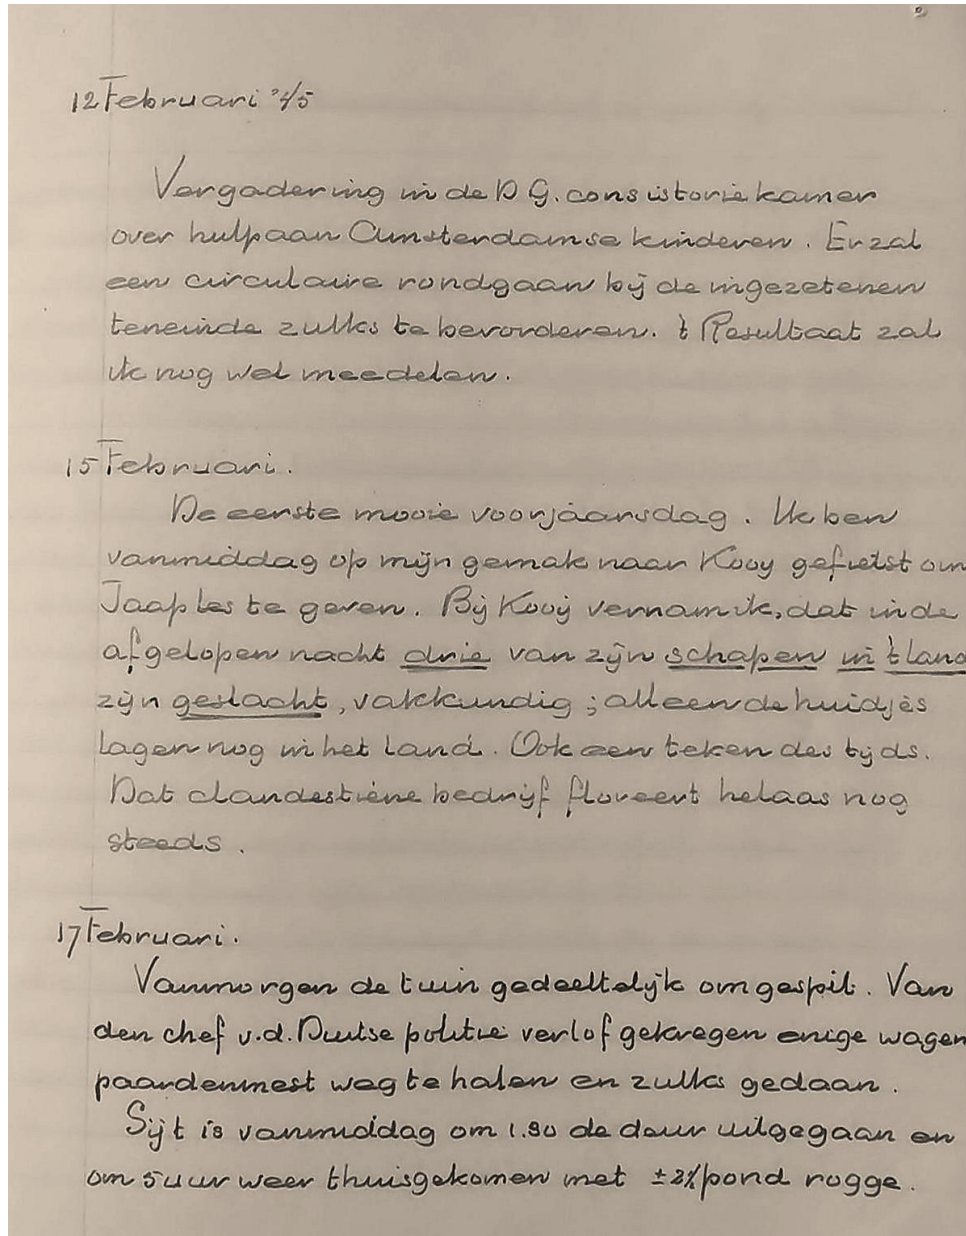 12 Februari '45
Vergadering in de D G. consistoriekamer
over hulp aan Amsterdamse kinderen. Er zal
een circulaire rondgaan bij de ingezetenen
teneinde zulks te bevorderen. 't Resultaat zal
ik nog wel meedelen.
15 Februari.
De eerste mooie voorjaarsdag. Ik ben
vanmiddag op mijn gemak naar Kooy gefietst om
Jaap les te geven. Bij Kooij vernam ik, dat in de
afgelopen nacht drie van zijn schapen in 't land
zijn geslacht, vakkundig; alleen de huidjes
lagen nog in het land. Ook een teken des tijds.
Dat clandestiene bedrijf floreert helaas nog
steeds.
17 Februari.
Vanmorgen de tuin gedeeltelijk omgespit. Van
den chef v.d. Duitse politie verlof gekregen enige wagen
paardenmest weg te halen en zulks gedaan.
Sijt is vanmiddag om 1.30 de deur uitgegaan en
om 5 uur weer thuisgekomen met ± pond rogge.